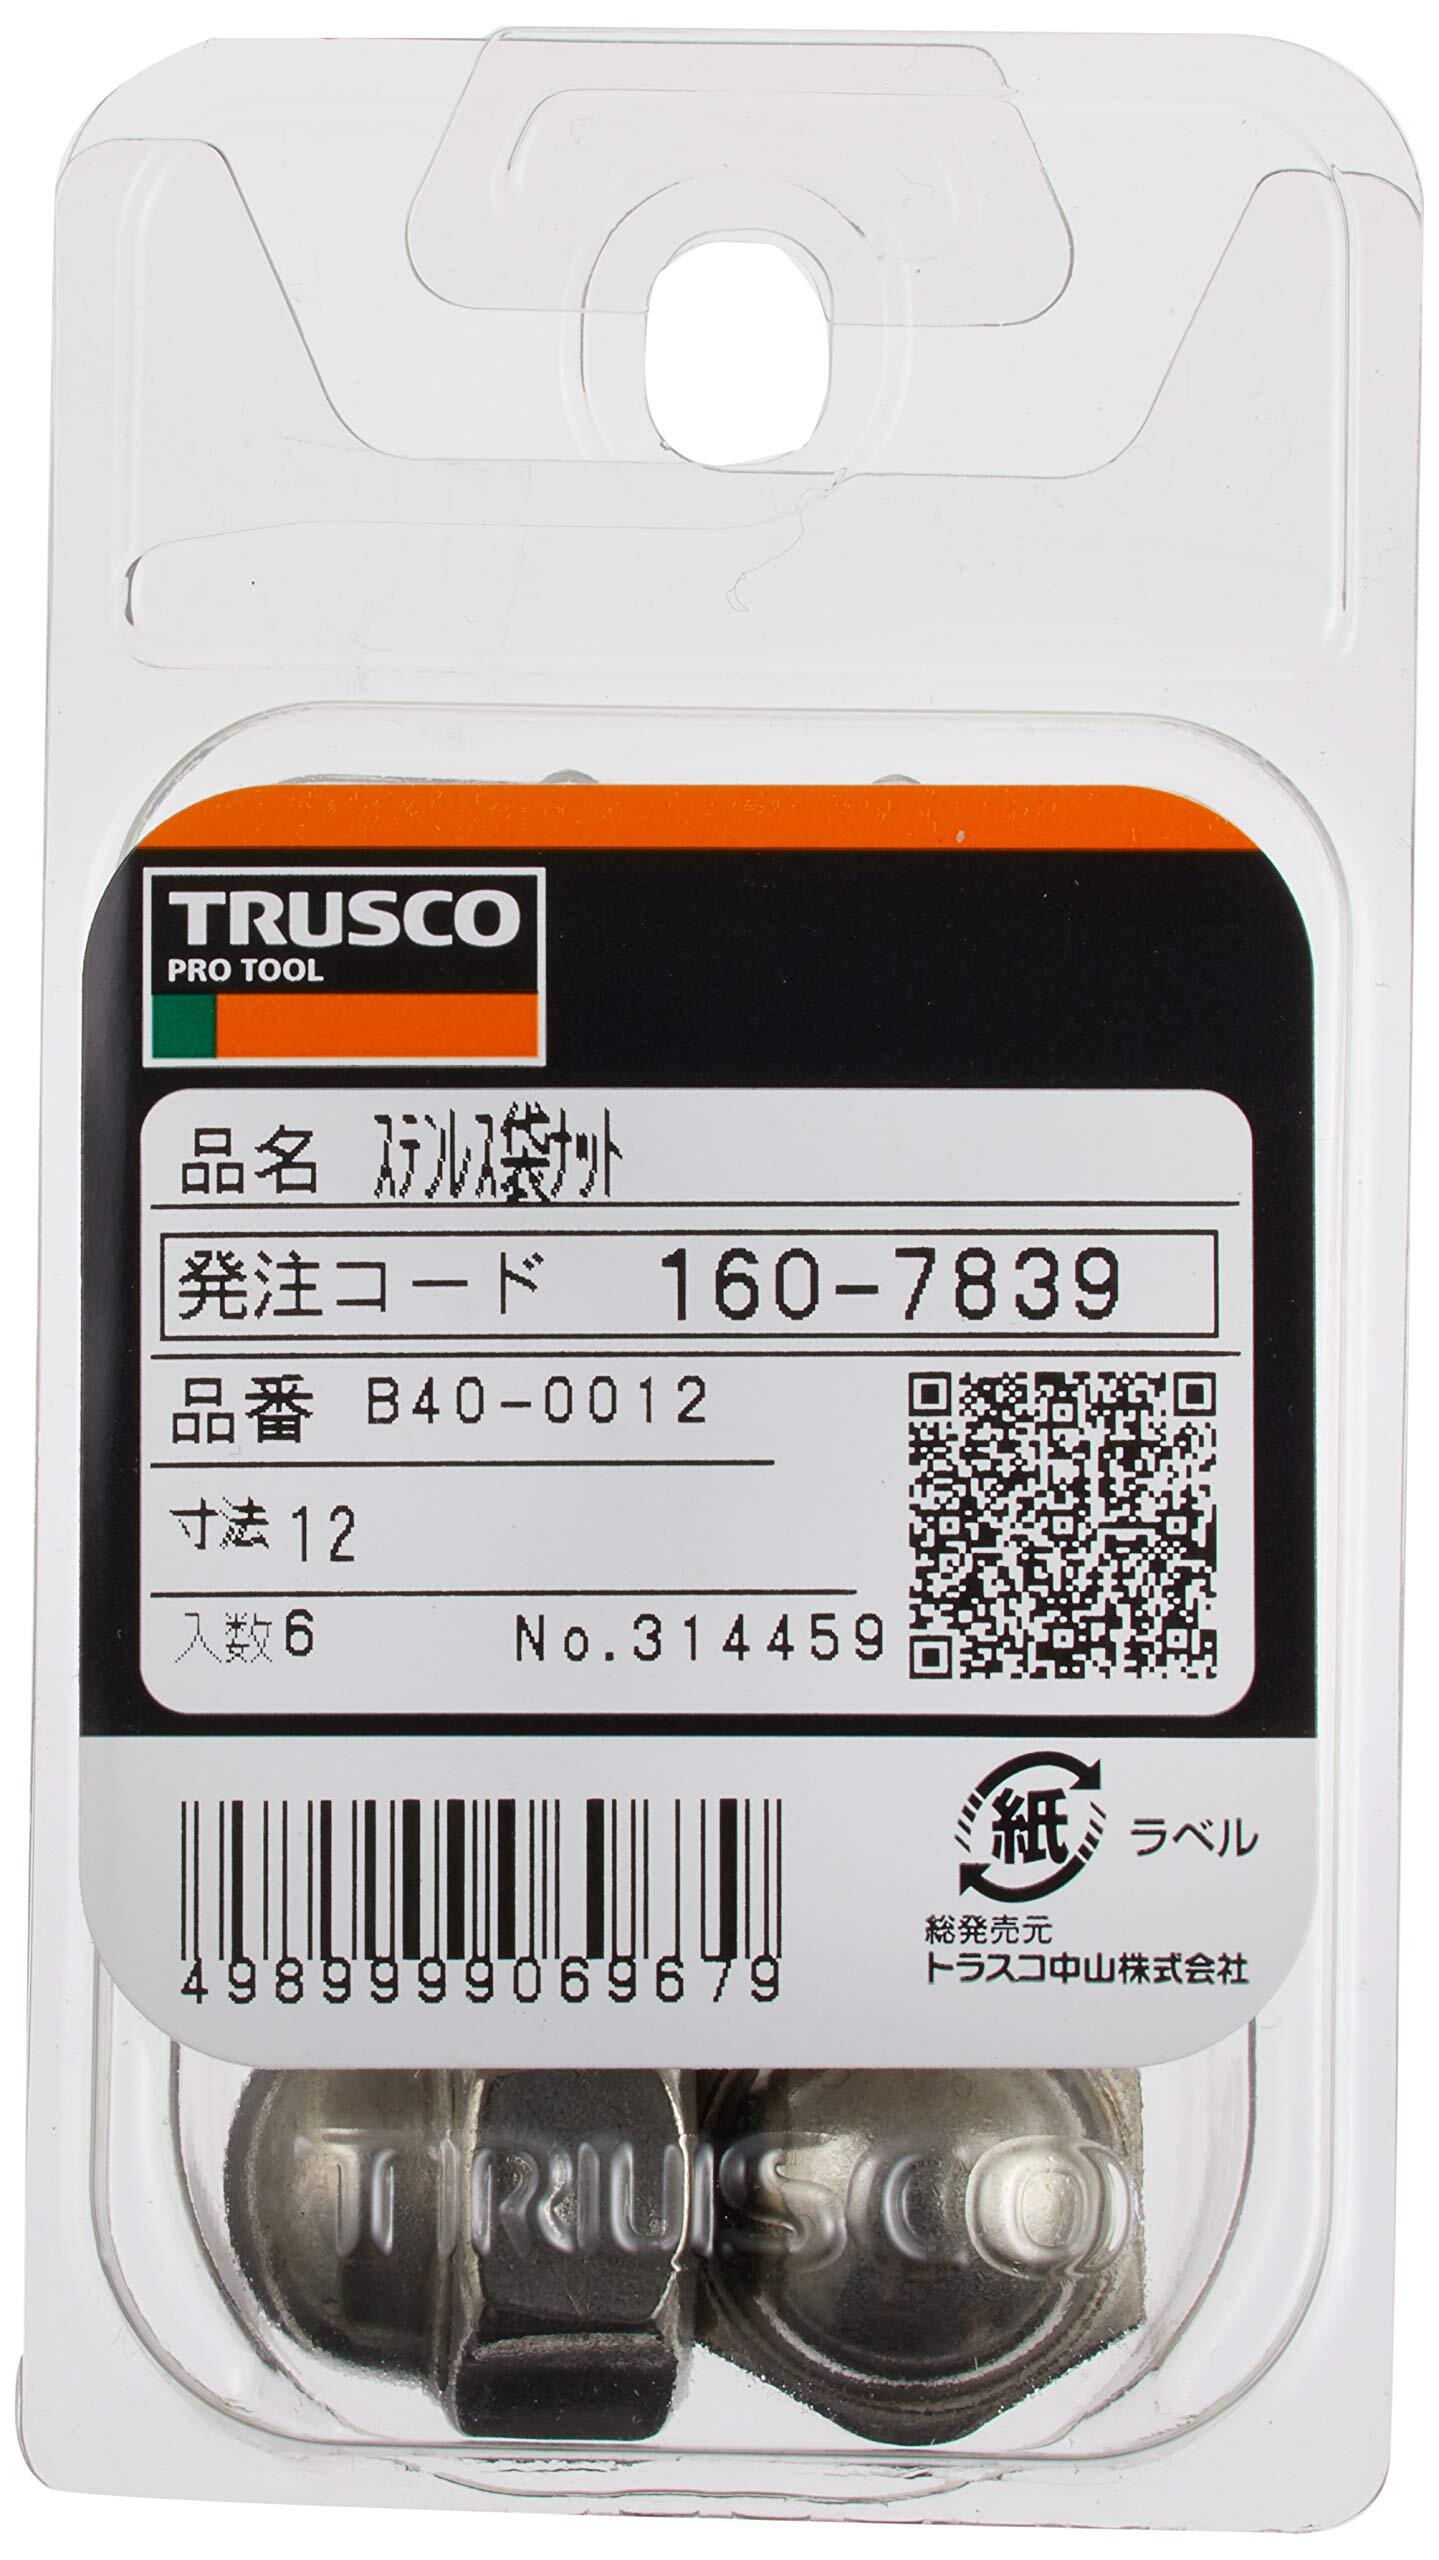 TRUSCO
PRO TOOL
品名 ｽﾃﾝﾚｽ袋ﾅｯﾄ
発注コード 160-7839
品番 B40-0012
寸法 12
入数 6 No.314459
紙 ラベル
4989999069679
総発売元
トラスコ中山株式会社
TRUSCO